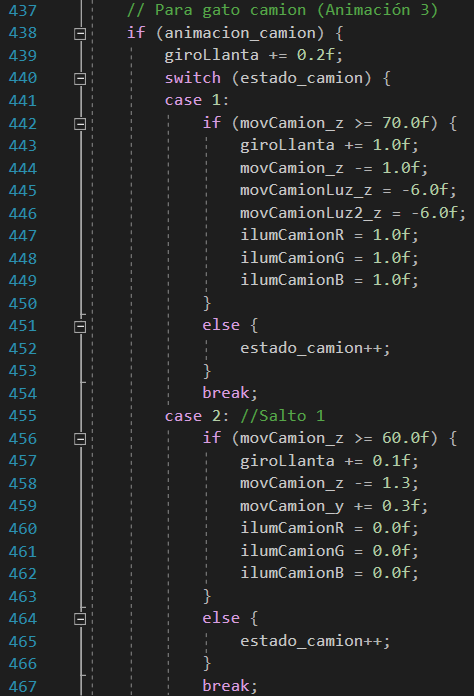 437 // Para gato camion (Animación 3)
438 if (animacion_camion) {
439 giroLlanta += 0.2f;
440 switch (estado_camion) {
441 case 1:
442 if (movCamion_z >= 70.0f) {
443 giroLlanta += 1.0f;
444 movCamion_z -= 1.0f;
445 movCamionLuz_z = -6.0f;
446 movCamionLuz2_z = -6.0f;
447 ilumCamionR = 1.0f;
448 ilumCamionG = 1.0f;
449 ilumCamionB = 1.0f;
450 }
451 else {
452 estado_camion++;
453 }
454 break;
455 case 2: //Salto 1
456 if (movCamion_z >= 60.0f) {
457 giroLlanta += 0.1f;
458 movCamion_z -= 1.3;
459 movCamion_y += 0.3f;
460 ilumCamionR = 0.0f;
461 ilumCamionG = 0.0f;
462 ilumCamionB = 0.0f;
463 }
464 else {
465 estado_camion++;
466 }
467 break;